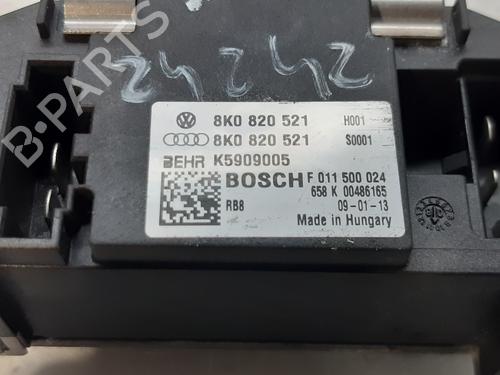 24242
8K0 820 521 H001
8K0 820 521 S0001
BEHR K5909005
BOSCH F 011 500 024
658 K 00486165
RB8 09-01-13
Made in Hungary
B-PARTS